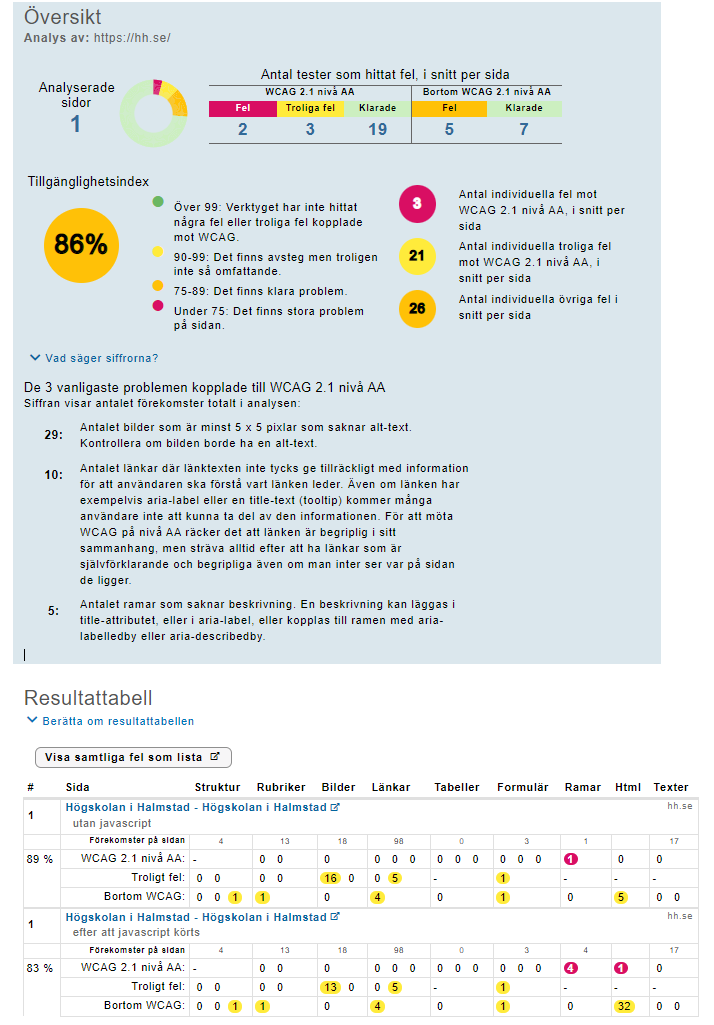 Översikt
Analys av: https://hh.se/
Antal tester som hittat fel, i snitt per sida
Analyserade
sidor
1
WCAG 2.1 nivå AA
Bortom WCAG 2.1 nivå AA
Fel Troliga fel Klarade Fel Klarade
2 3 19 5 7
Tillgänglighetsindex
86%
Över 99: Verktyget har inte hittat
några fel eller troliga fel kopplade
mot WCAG.
90-99: Det finns avsteg men troligen
inte så omfattande.
75-89: Det finns klara problem.
Under 75: Det finns stora problem
på sidan.
3
Antal individuella fel mot
WCAG 2.1 nivå AA, i snitt per
sida
21
Antal individuella troliga fel
mot WCAG 2.1 nivå AA, i
snitt per sida
26
Antal individuella övriga fel i
snitt per sida
Vad säger siffrorna?
De 3 vanligaste problemen kopplade till WCAG 2.1 nivå AA
Siffran visar antalet förekomster totalt i analysen:
29:
Antalet bilder som är minst 5 x 5 pixlar som saknar alt-text.
Kontrollera om bilden borde ha en alt-text.
10:
Antalet länkar där länktexten inte tycks ge tillräckligt med information
för att användaren ska förstå vart länken leder. Även om länken har
exempelvis aria-label eller en title-text (tooltip) kommer många
användare inte att kunna ta del av den informationen. För att möta
WCAG på nivå AA räcker det att länken är begriplig i sitt
sammanhang, men sträva alltid efter att ha länkar som är
självförklarande och begripliga även om man inter ser var på sidan
de ligger.
5:
Antalet ramar som saknar beskrivning. En beskrivning kan läggas i
title-attributet, eller i aria-label, eller kopplas till ramen med aria-
labelledby eller aria-describedby.
Resultattabell
Berätta om resultattabellen
Visa samtliga fel som lista
# Sida Struktur Rubriker Bilder Länkar Tabeller Formulär Ramar Html Texter
1 Högskolan i Halmstad - Högskolan i Halmstad hh.se
utan javascript
Förekomster på sidan 4 13 18 98 0 3 1 17
89 % WCAG 2.1 nivå AA: - 0 0 0 0 0 0 0 0 0 0 0 0 1 0 0
Troligt fel: 0 0 0 0 16 0 0 5 - 1 - - -
Bortom WCAG: 0 0 1 1 0 4 0 1 0 5 0 0
1 Högskolan i Halmstad - Högskolan i Halmstad hh.se
efter att javascript körts
Förekomster på sidan 4 13 18 98 0 3 4 17
83 % WCAG 2.1 nivå AA: - 0 0 0 0 0 0 0 0 0 0 0 0 4 1 0
Troligt fel: 0 0 0 0 13 0 0 5 - 1 - - -
Bortom WCAG: 0 0 1 1 0 4 0 1 0 32 0 0